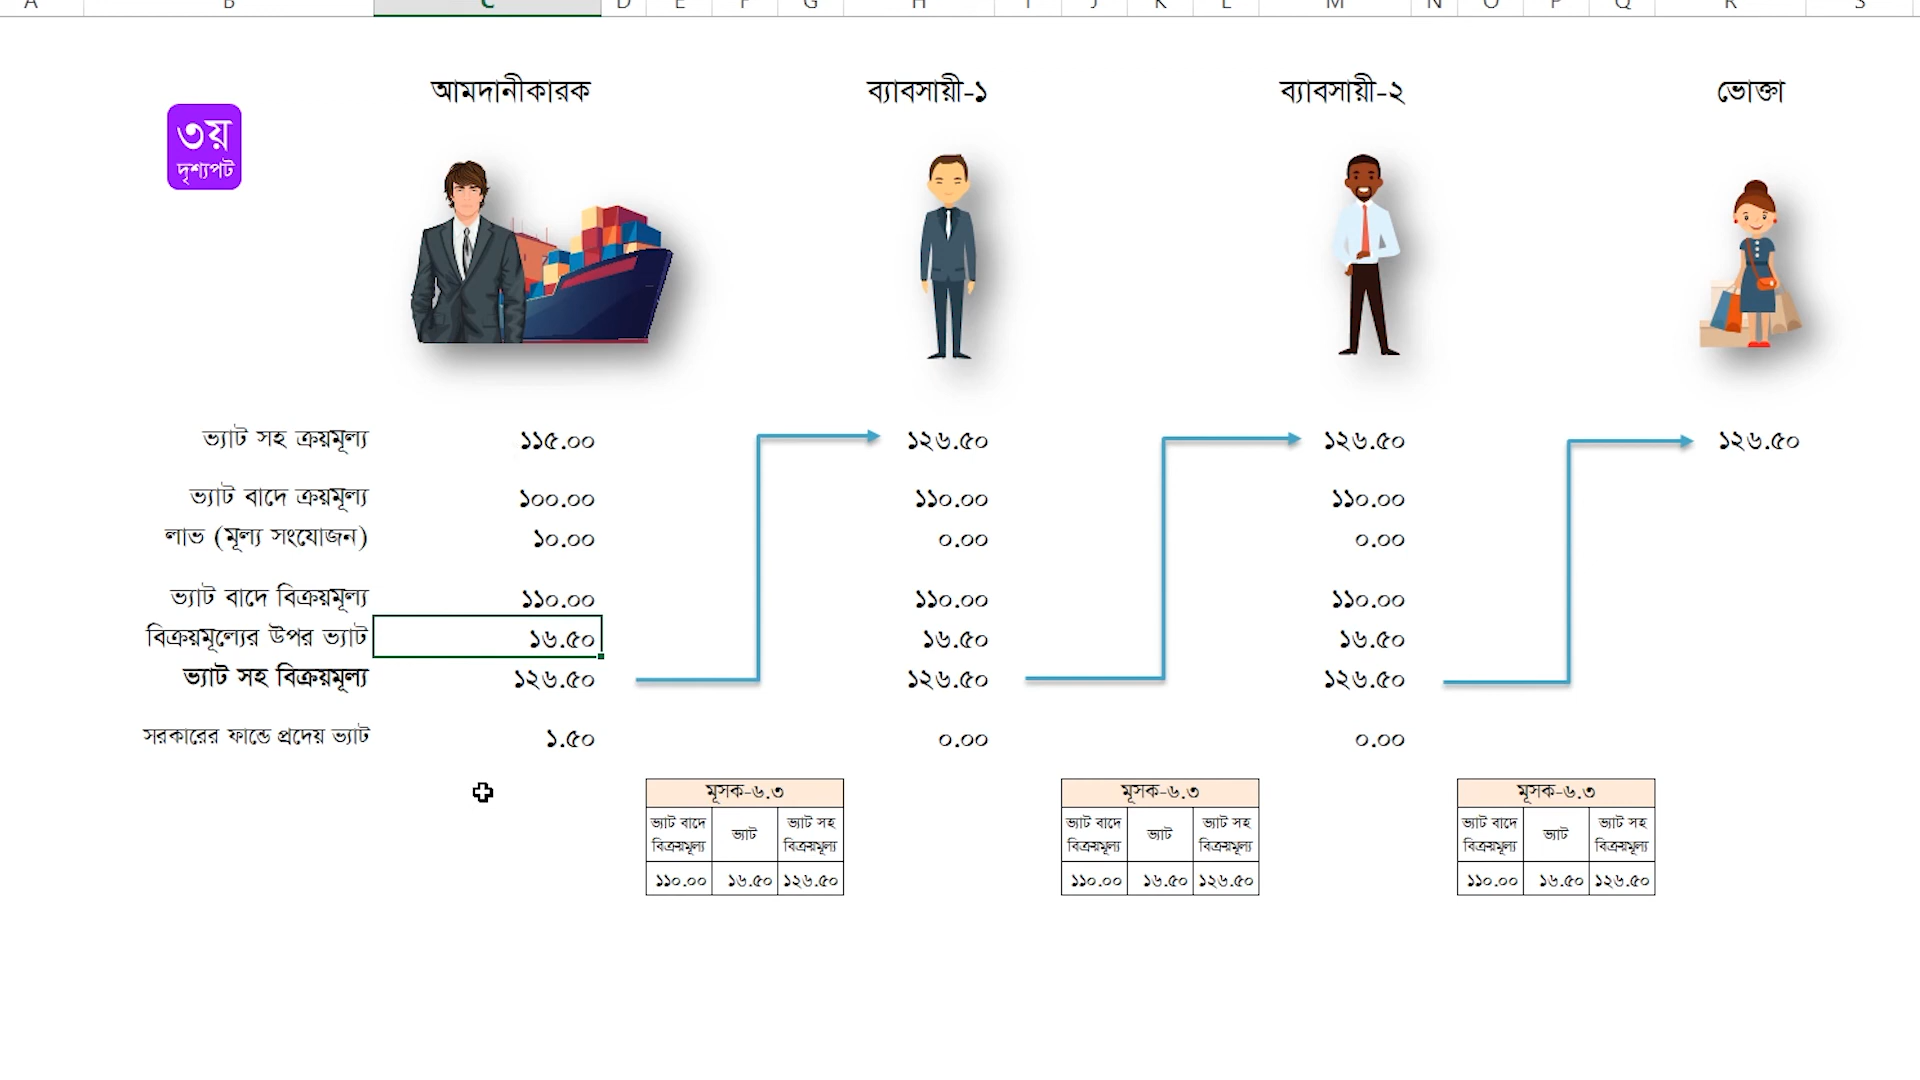 A B C D E F G H I J K L M N O P Q R S
আমদানীকারক ব্যাবসায়ী-১ ব্যাবসায়ী-২ ভোক্তা
৩য়
দৃশ্যপট
ভ্যাট সহ ক্রয়মূল্য ১১৫.০০ ১২৬.৫০ ১২৬.৫০ ১২৬.৫০
ভ্যাট বাদে ক্রয়মূল্য ১০০.০০ ১১০.০০ ১১০.০০
লাভ (মূল্য সংযোজন) ১০.০০ ০.০০ ০.০০
ভ্যাট বাদে বিক্রয়মূল্য ১১০.০০ ১১০.০০ ১১০.০০
বিক্রয়মূল্যের উপর ভ্যাট ১৬.৫০ ১৬.৫০ ১৬.৫০
ভ্যাট সহ বিক্রয়মূল্য ১২৬.৫০ ১২৬.৫০ ১২৬.৫০
সরকারের ফান্ডে প্রদেয় ভ্যাট ১.৫০ ০.০০ ০.০০
মূসক-৬.৩ মূসক-৬.৩ মূসক-৬.৩
ভ্যাট বাদে ভ্যাট সহ ভ্যাট বাদে ভ্যাট সহ ভ্যাট বাদে ভ্যাট সহ
ভ্যাট ভ্যাট ভ্যাট
বিক্রয়মূল্য বিক্রয়মূল্য বিক্রয়মূল্য বিক্রয়মূল্য বিক্রয়মূল্য বিক্রয়মূল্য
১১০.০০ ১৬.৫০ ১২৬.৫০ ১১০.০০ ১৬.৫০ ১২৬.৫০ ১১০.০০ ১৬.৫০ ১২৬.৫০